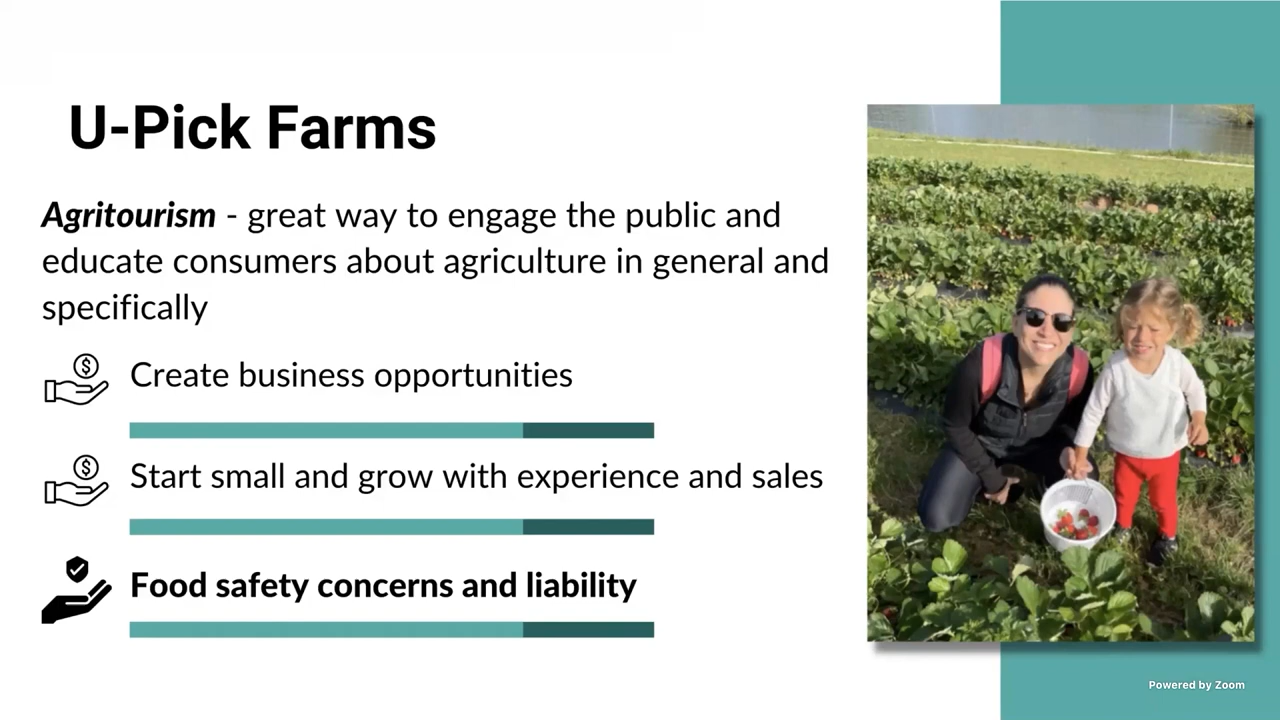 U-Pick Farms
Agritourism - great way to engage the public and
educate consumers about agriculture in general and
specifically
$ Create business opportunities
$ Start small and grow with experience and sales
Food safety concerns and liability
Powered by Zoom